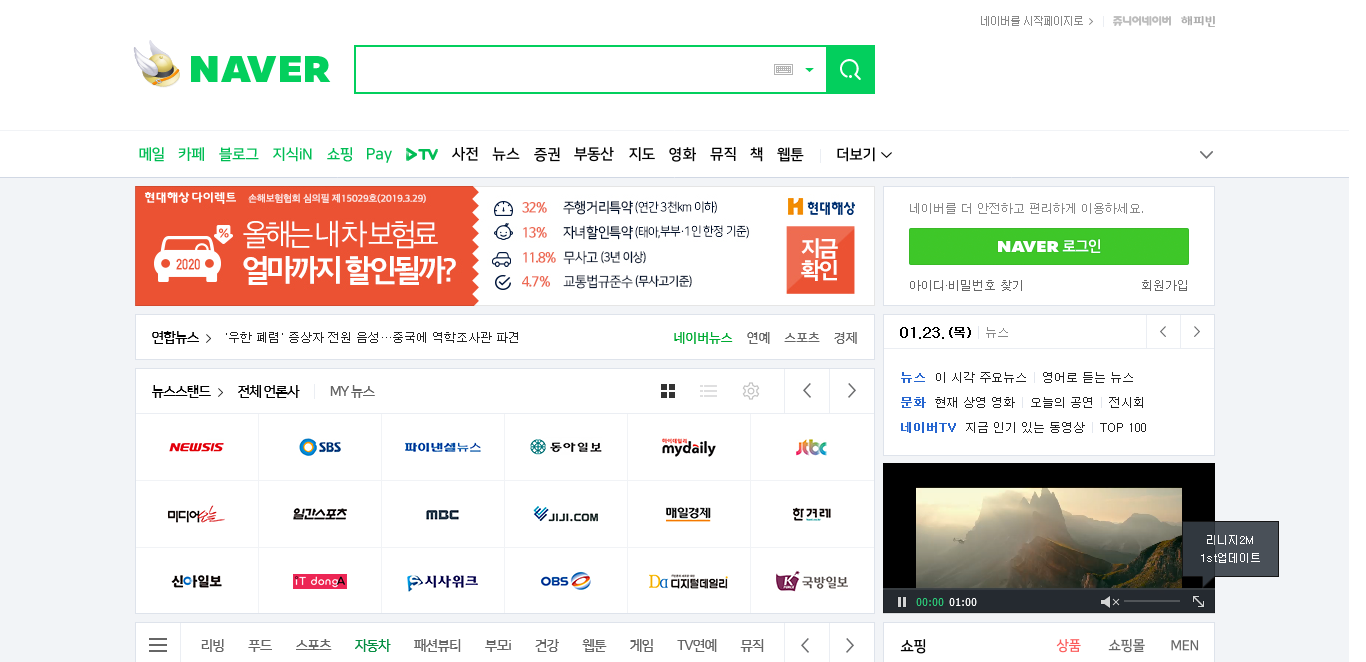 네이버를 시작페이지로 쥬니어네이버 해피빈
NAVER
메일 카페 블로그 지식iN 쇼핑 Pay TV 사전 뉴스 증권 부동산 지도 영화 뮤직 책 웹툰 더보기
현대해상 다이렉트 손해보험협회 심의필 제15029호(2019.3.29)
올해는 내 차 보험료
얼마까지 할인될까?
2020
%
32% 주행거리특약 (연간 3천km 이하)
13% 자녀할인특약 (태아,부부·1인 한정 기준)
11.8% 무사고 (3년 이상)
4.7% 교통법규준수 (무사고기준)
현대해상
지금
확인
네이버를 더 안전하고 편리하게 이용하세요.
NAVER 로그인
아이디·비밀번호 찾기 회원가입
연합뉴스 '우한 폐렴' 증상자 전원 음성…중국에 역학조사관 파견
네이버뉴스 연예 스포츠 경제
01.23. (목) 뉴스
뉴스 이 시각 주요뉴스 영어로 듣는 뉴스
문화 현재 상영 영화 오늘의 공연 전시회
네이버TV 지금 인기 있는 동영상 TOP 100
뉴스스탠드 전체 언론사 MY 뉴스
NEWSIS SBS 파이낸셜뉴스 동아일보 마이데일리 mydaily jtbc
미디어오늘 일간스포츠 MBC JIJI.COM 매일경제 한겨레
신아일보 IT dongA 시사위크 OBS 디지털데일리 국방일보
리니지2M
1st업데이트
00:00 01:00
리빙 푸드 스포츠 자동차 패션뷰티 부모i 건강 웹툰 게임 TV연예 뮤직
쇼핑 상품 쇼핑몰 MEN